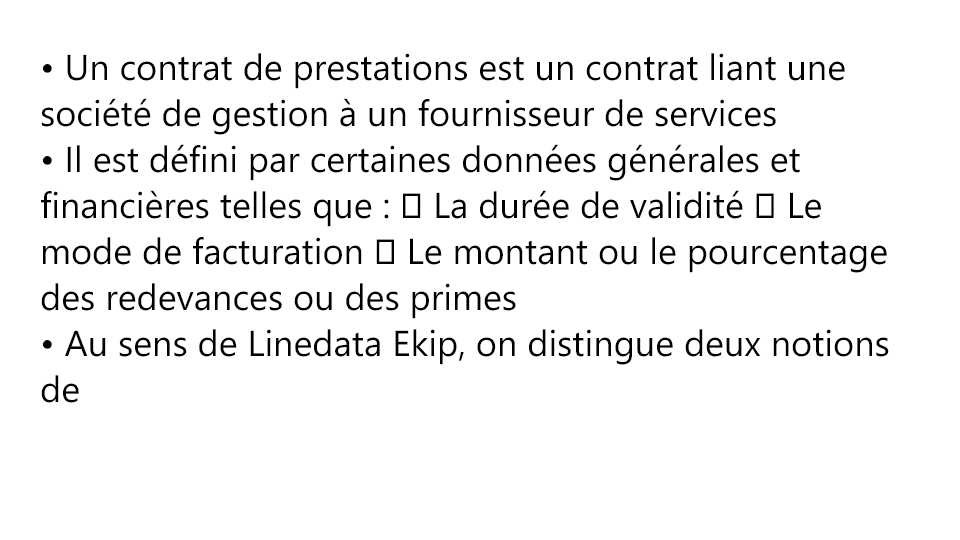 • Un contrat de prestations est un contrat liant une
société de gestion à un fournisseur de services
• Il est défini par certaines données générales et
financières telles que :  La durée de validité  Le
mode de facturation  Le montant ou le pourcentage
des redevances ou des primes
• Au sens de Linedata Ekip, on distingue deux notions
de